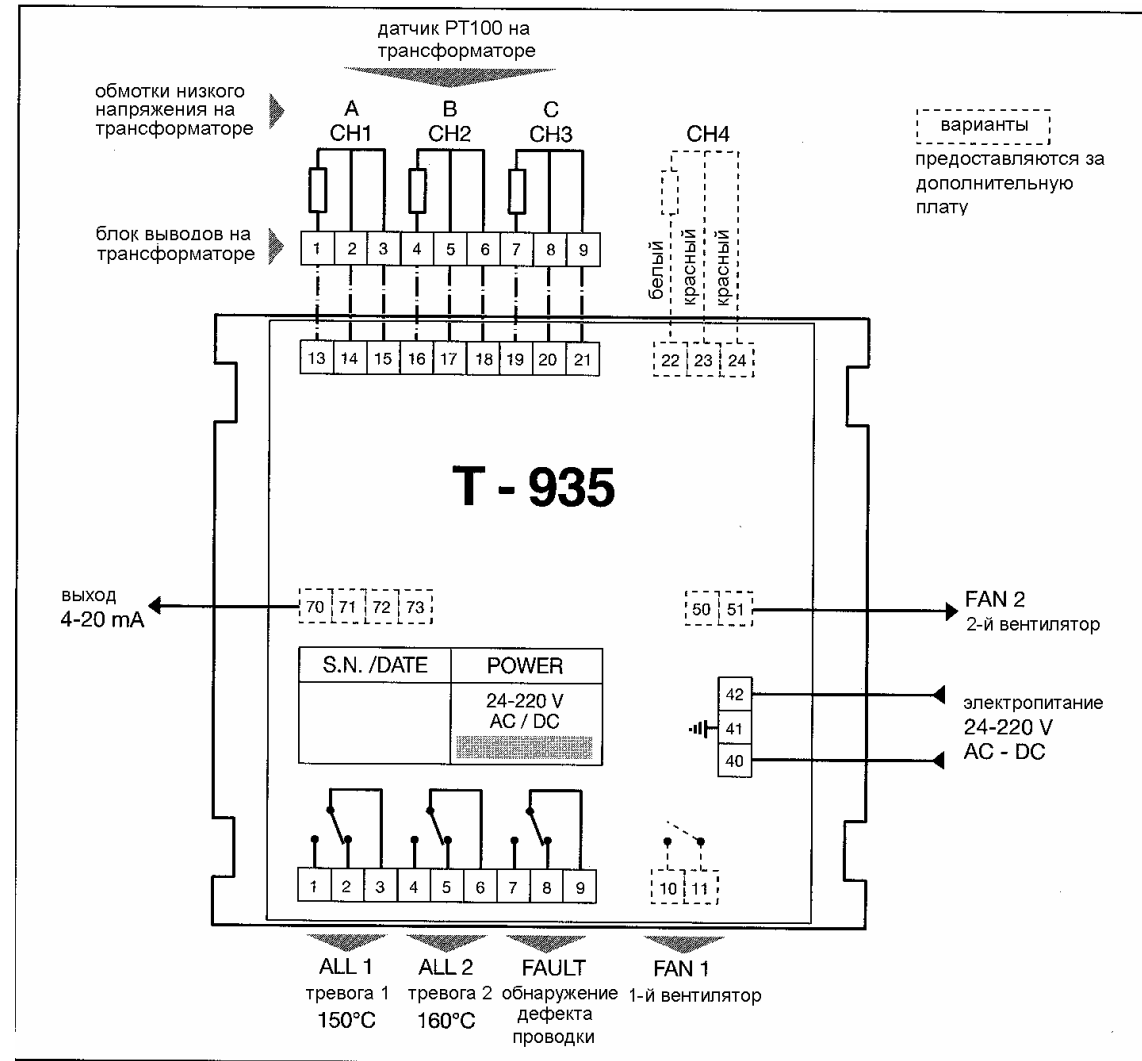 датчик PT100 на
трансформаторе
обмотки низкого
напряжения на
трансформаторе
A B C
CH1 CH2 CH3 CH4
варианты
предоставляются за
дополнительную
плату
блок выводов на
трансформаторе
1 2 3 4 5 6 7 8 9
белый
красный
красный
13 14 15 16 17 18 19 20 21 22 23 24
T - 935
выход
4-20 mA
70 71 72 73
50 51
FAN 2
2-й вентилятор
S.N. /DATE POWER
24-220 V
AC / DC
42
41
40
электропитание
24-220 V
AC - DC
1 2 3 4 5 6 7 8 9 10 11
ALL 1 ALL 2 FAULT FAN 1
тревога 1 тревога 2 обнаружение 1-й вентилятор
150°C 160°C дефекта
проводки